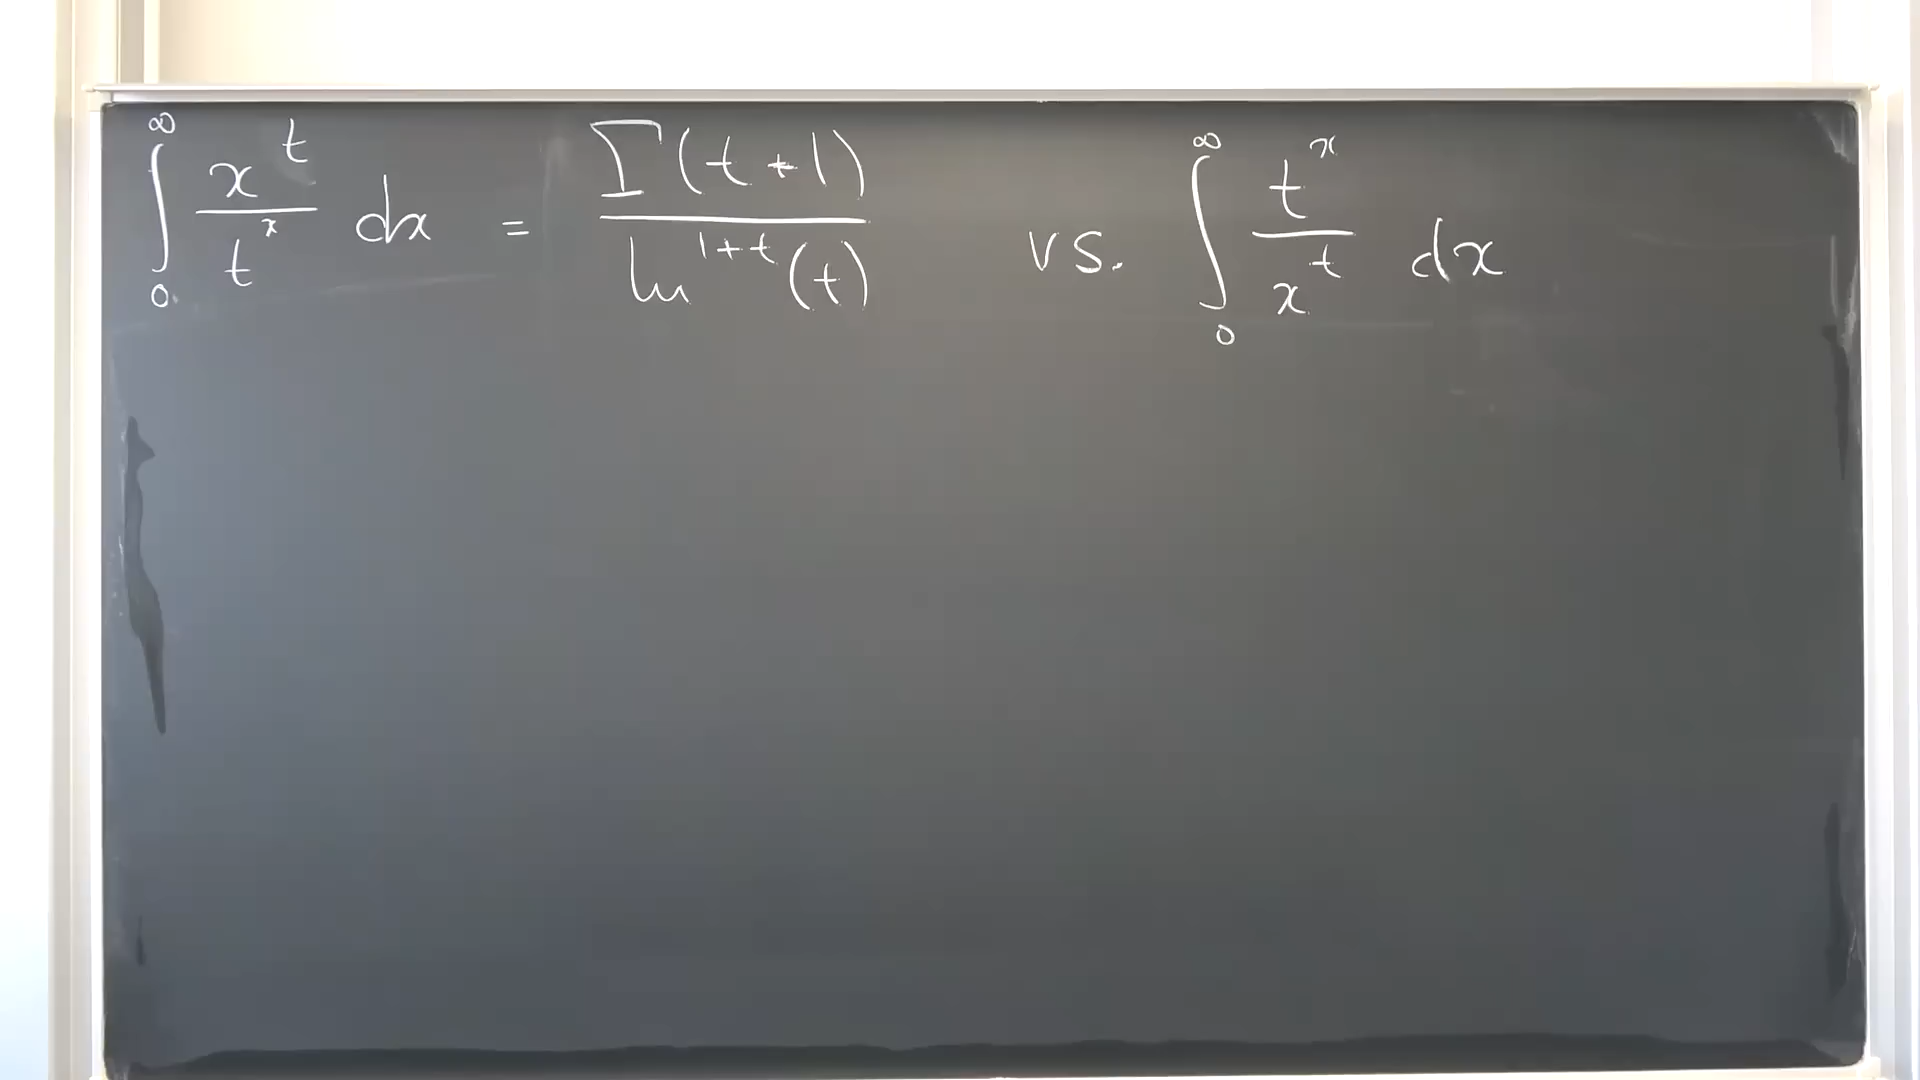 ∫₀^∞ x^t / t^x dx = Γ(t+1) / ln^{1+t}(t) vs. ∫₀^∞ t^x / x^t dx